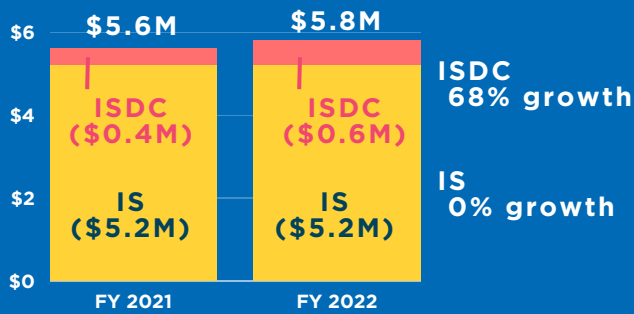 $5.6M
$5.8M
$6
$4
$2
$0
ISDC
($0.4M)
ISDC
($0.6M)
IS
($5.2M)
IS
($5.2M)
FY 2021
FY 2022
ISDC
68% growth
IS
0% growth